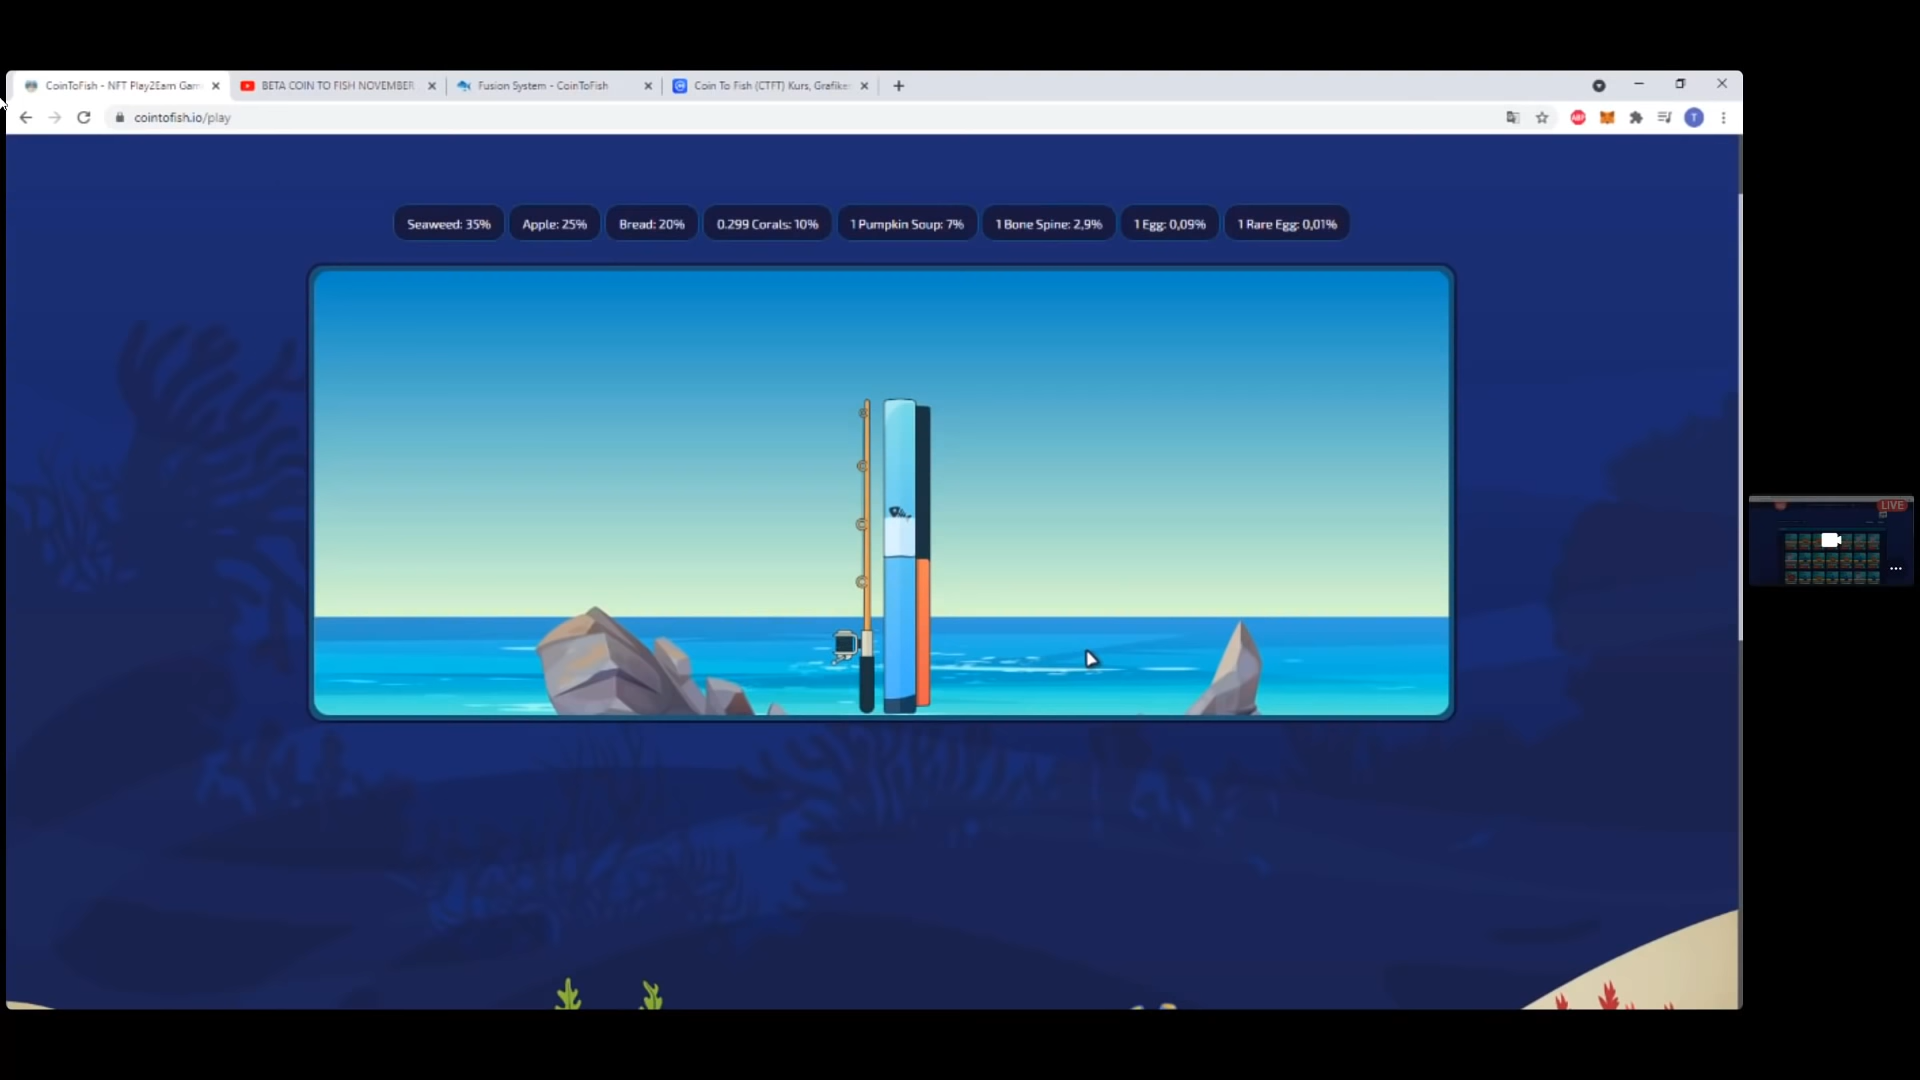 CoinToFish - NFT Play2Earn Gam
BETA COIN TO FISH NOVEMBER
Fusion System - CoinToFish
Coin To Fish (CTFT) Kurs, Grafike
cointofish.io/play
ABP
T
Seaweed: 35%
Apple: 25%
Bread: 20%
0.299 Corals: 10%
1 Pumpkin Soup: 7%
1 Bone Spine: 2,9%
1 Egg: 0,09%
1 Rare Egg: 0,01%
LIVE